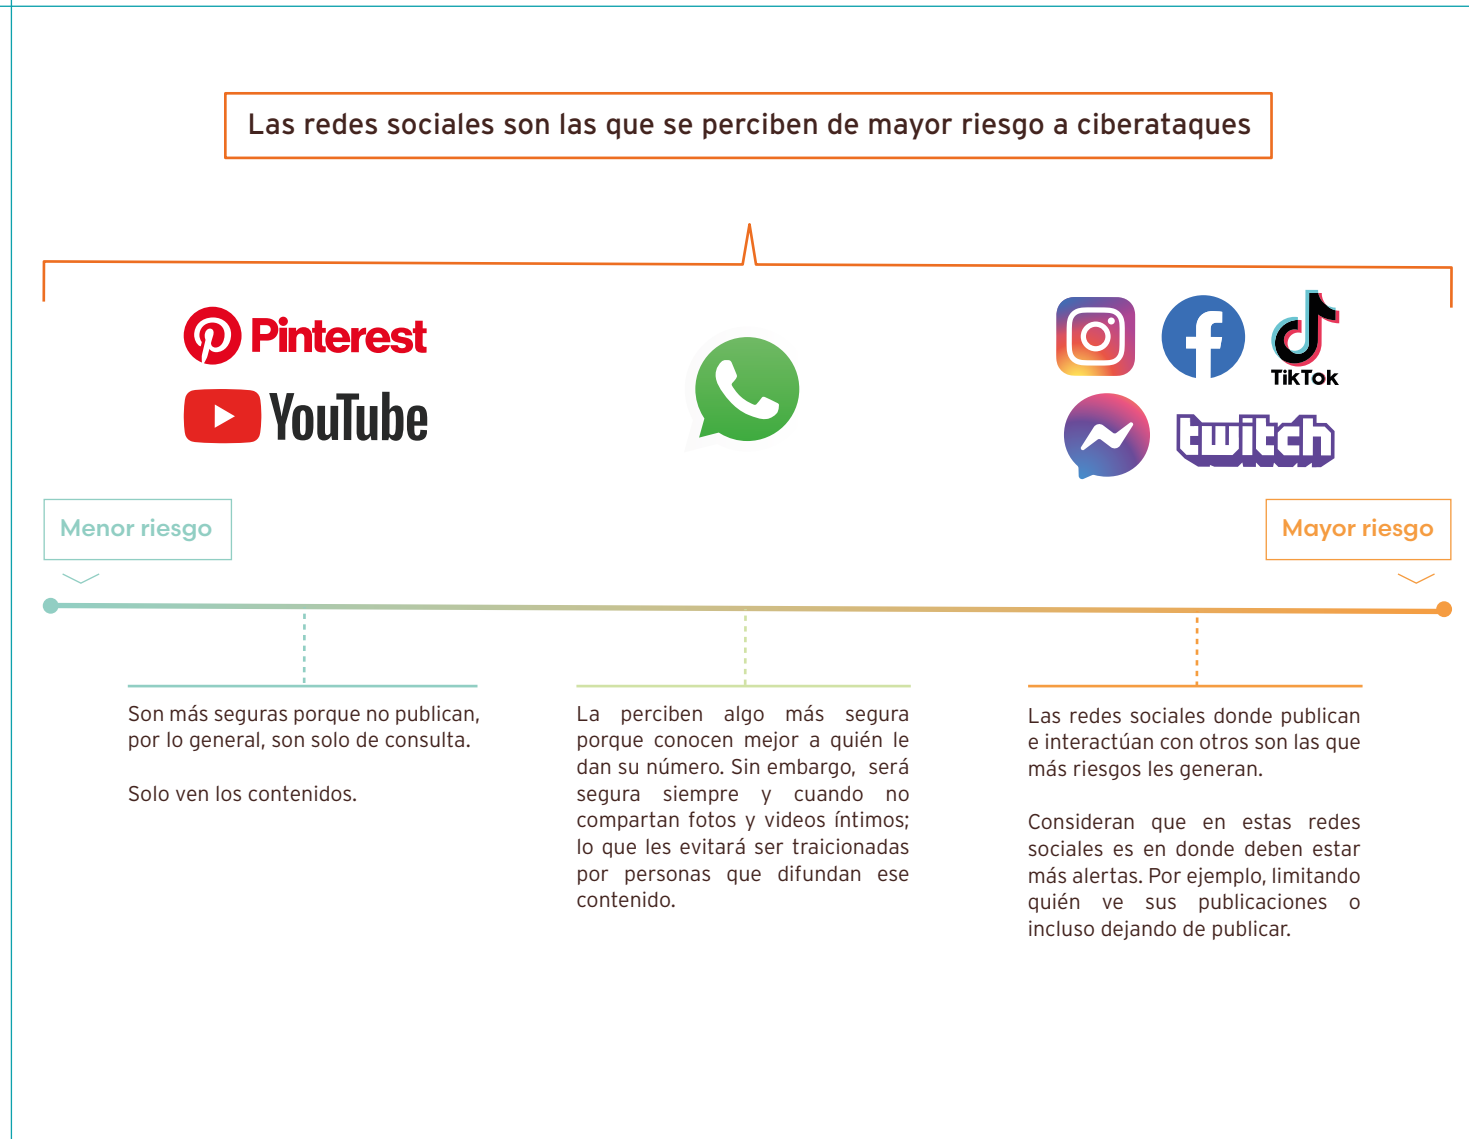 Las redes sociales son las que se perciben de mayor riesgo a ciberataques
Pinterest
YouTube
TikTok
twitch
Menor riesgo
Mayor riesgo
Son más seguras porque no publican,
por lo general, son solo de consulta.
Solo ven los contenidos.
La perciben algo más segura
porque conocen mejor a quién le
dan su número. Sin embargo, será
segura siempre y cuando no
compartan fotos y videos íntimos;
lo que les evitará ser traicionadas
por personas que difundan ese
contenido.
Las redes sociales donde publican
e interactúan con otros son las que
más riesgos les generan.
Consideran que en estas redes
sociales es en donde deben estar
más alertas. Por ejemplo, limitando
quién ve sus publicaciones o
incluso dejando de publicar.